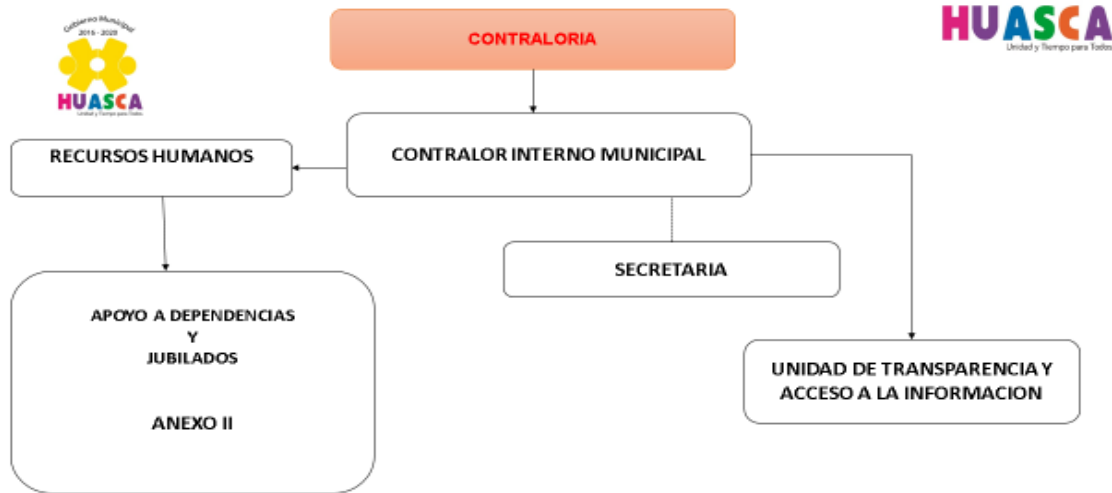 Gobierno Municipal
2016 - 2020
HUASCA
Unidad y Tiempo para Todos
CONTRALORIA
HUASCA
Unidad y Tiempo para Todos
RECURSOS HUMANOS
CONTRALOR INTERNO MUNICIPAL
SECRETARIA
APOYO A DEPENDENCIAS
Y
JUBILADOS
ANEXO II
UNIDAD DE TRANSPARENCIA Y
ACCESO A LA INFORMACION